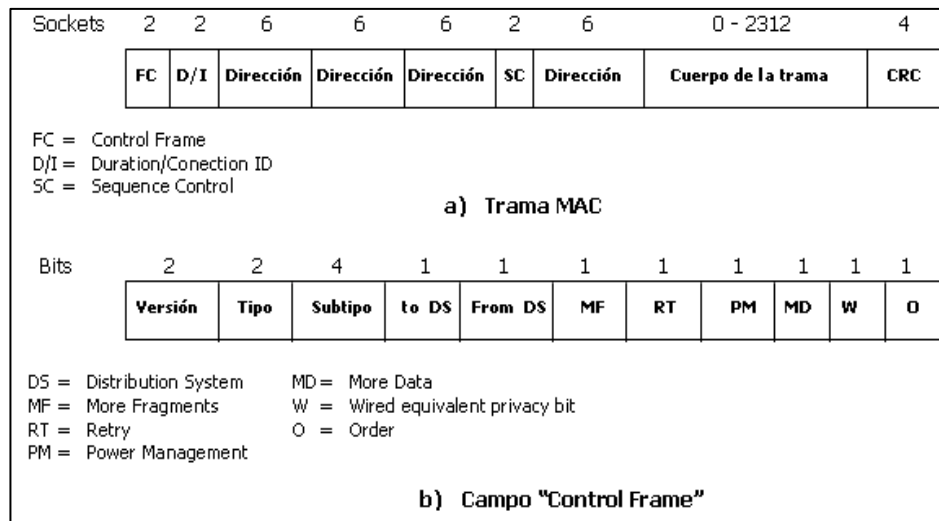 Sockets 2 2 6 6 6 2 6 0 - 2312 4
FC D/I Dirección Dirección Dirección SC Dirección Cuerpo de la trama CRC
FC = Control Frame
D/I = Duration/Conection ID
SC = Sequence Control
a) Trama MAC
Bits 2 2 4 1 1 1 1 1 1 1 1
Versión Tipo Subtipo to DS From DS MF RT PM MD W O
DS = Distribution System MD = More Data
MF = More Fragments W = Wired equivalent privacy bit
RT = Retry O = Order
PM = Power Management
b) Campo "Control Frame"